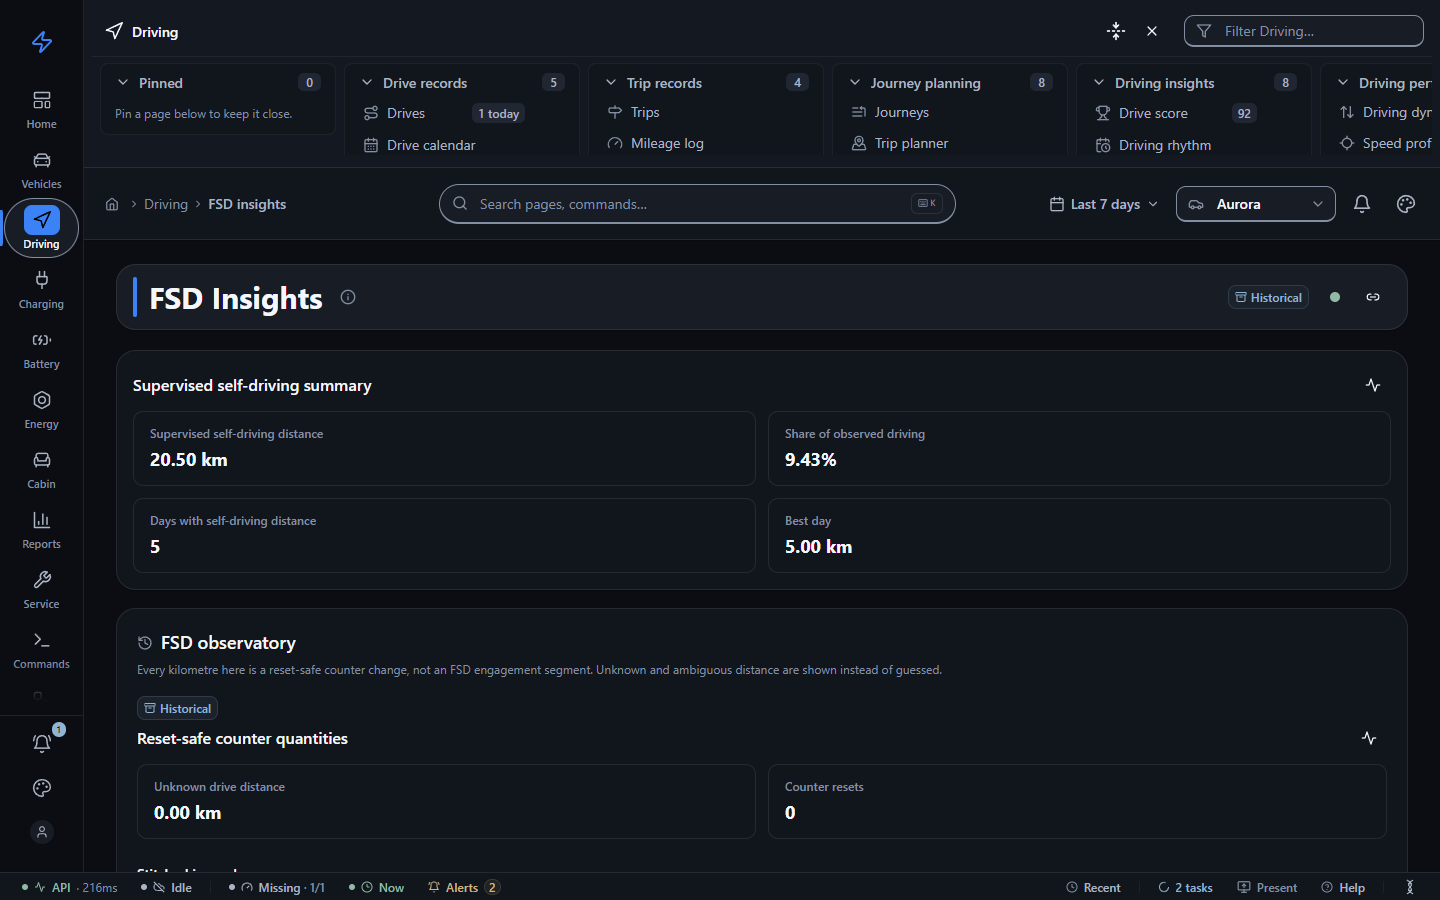 Driving
Filter Driving...
Pinned 0
Pin a page below to keep it close.
Drive records 5
Drives 1 today
Drive calendar
Trip records 4
Trips
Mileage log
Journey planning 8
Journeys
Trip planner
Driving insights 8
Drive score 92
Driving rhythm
Driving per
Driving dyn
Speed prof
Home
Vehicles
Driving
Charging
Battery
Energy
Cabin
Reports
Service
Commands
1
Driving FSD insights
Search pages, commands...
K
Last 7 days
Aurora
FSD Insights
Historical
Supervised self-driving summary
Supervised self-driving distance
20.50 km
Share of observed driving
9.43%
Days with self-driving distance
5
Best day
5.00 km
FSD observatory
Every kilometre here is a reset-safe counter change, not an FSD engagement segment. Unknown and ambiguous distance are shown instead of guessed.
Historical
Reset-safe counter quantities
Unknown drive distance
0.00 km
Counter resets
0
API · 216ms
Idle
Missing · 1/1
Now
Alerts 2
Recent
2 tasks
Present
Help